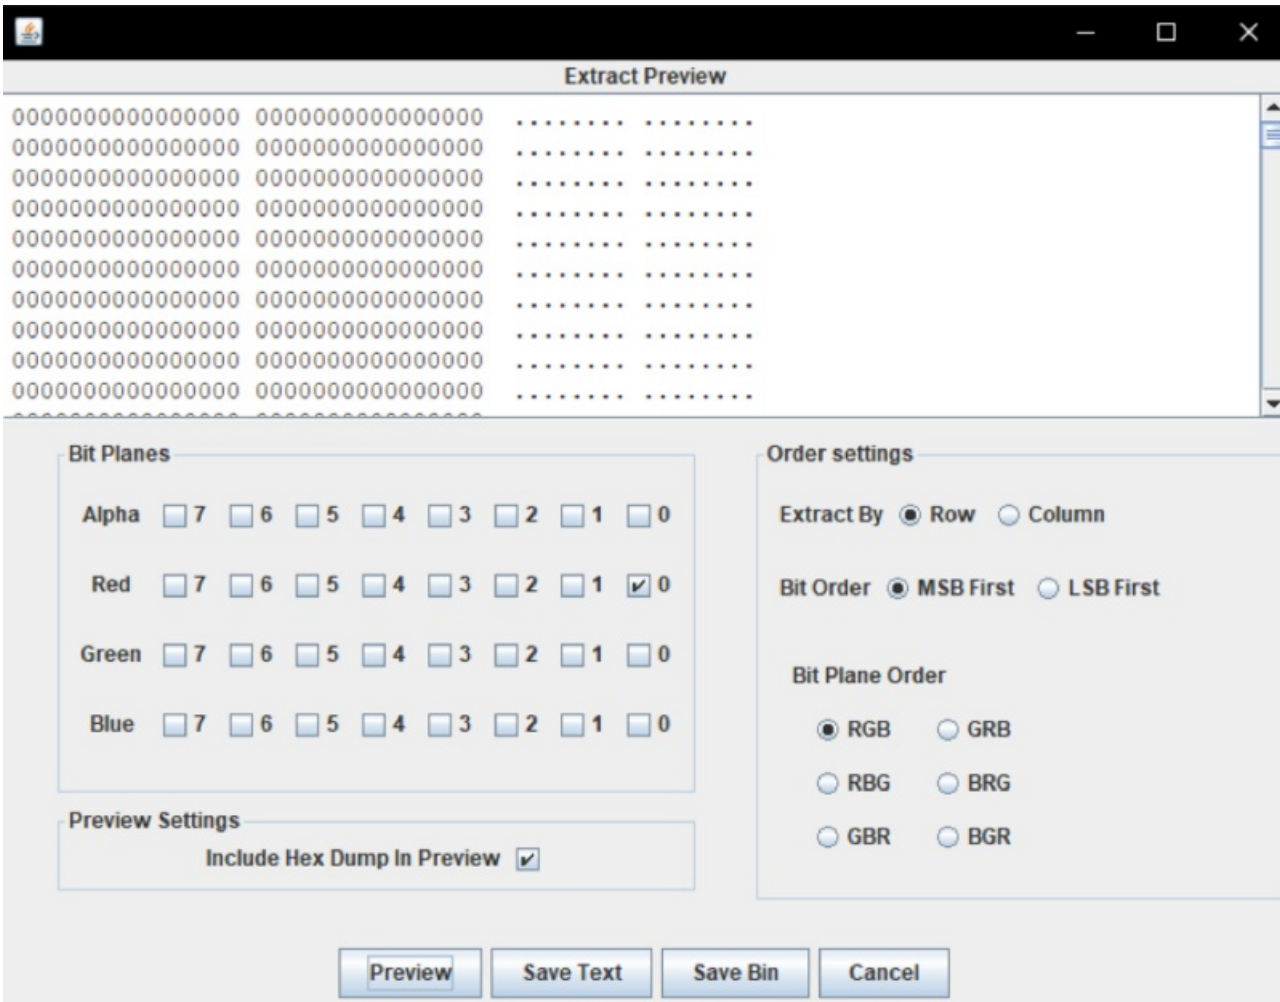 Extract Preview
0000000000000000 0000000000000000 ........ ........
0000000000000000 0000000000000000 ........ ........
0000000000000000 0000000000000000 ........ ........
0000000000000000 0000000000000000 ........ ........
0000000000000000 0000000000000000 ........ ........
0000000000000000 0000000000000000 ........ ........
0000000000000000 0000000000000000 ........ ........
0000000000000000 0000000000000000 ........ ........
0000000000000000 0000000000000000 ........ ........
0000000000000000 0000000000000000 ........ ........
Bit Planes
Alpha 7 6 5 4 3 2 1 0
Red 7 6 5 4 3 2 1 0
Green 7 6 5 4 3 2 1 0
Blue 7 6 5 4 3 2 1 0
Preview Settings
Include Hex Dump In Preview
Order settings
Extract By Row Column
Bit Order MSB First LSB First
Bit Plane Order
RGB GRB
RBG BRG
GBR BGR
Preview Save Text Save Bin Cancel